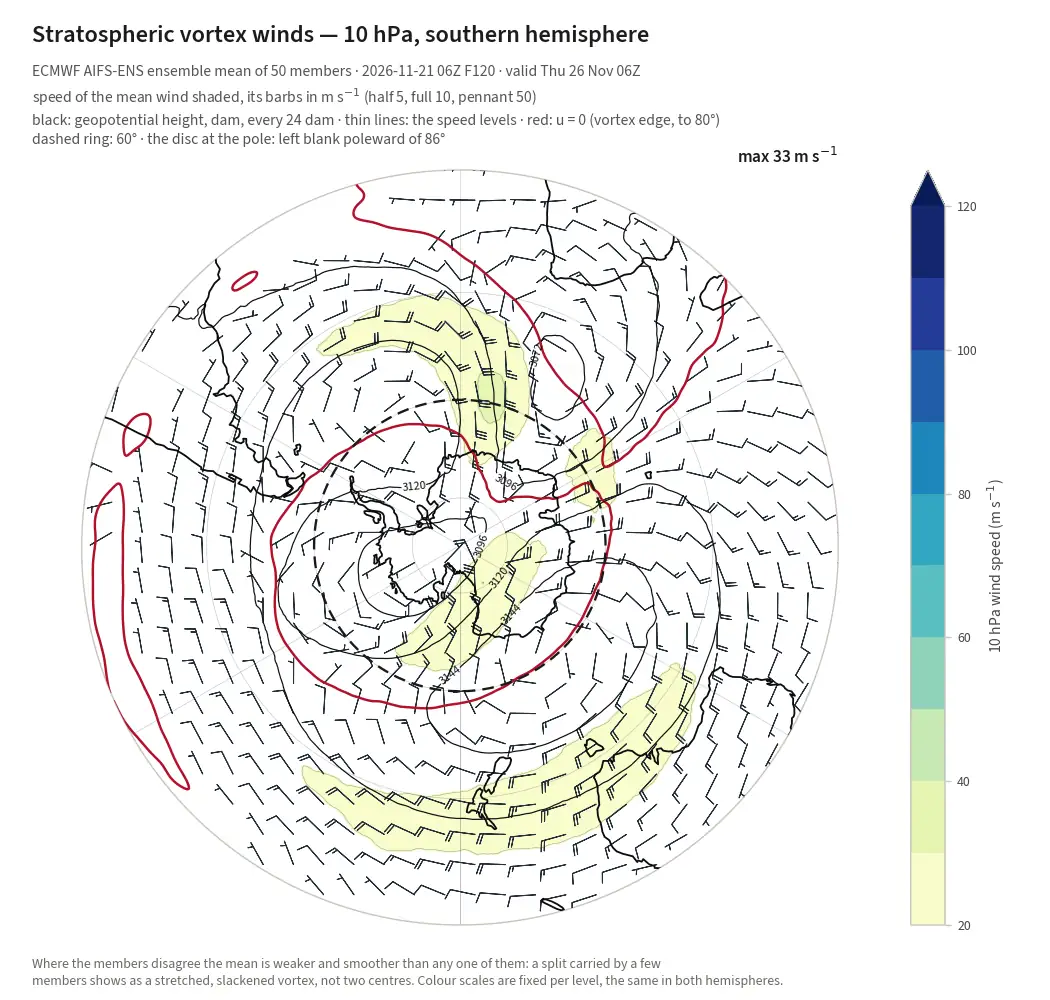 Stratospheric vortex winds — 10 hPa, southern hemisphere
ECMWF AIFS-ENS ensemble mean of 50 members · 2026-11-21 06Z F120 · valid Thu 26 Nov 06Z
speed of the mean wind shaded, its barbs in m s⁻¹ (half 5, full 10, pennant 50)
black: geopotential height, dam, every 24 dam · thin lines: the speed levels · red: u = 0 (vortex edge, to 80°)
dashed ring: 60° · the disc at the pole: left blank poleward of 86°
max 33 m s⁻¹
120
100
80
60
40
20
10 hPa wind speed (m s⁻¹)
3072
3096
3120
3096
3120
3144
3144
Where the members disagree the mean is weaker and smoother than any one of them: a split carried by a few
members shows as a stretched, slackened vortex, not two centres. Colour scales are fixed per level, the same in both hemispheres.